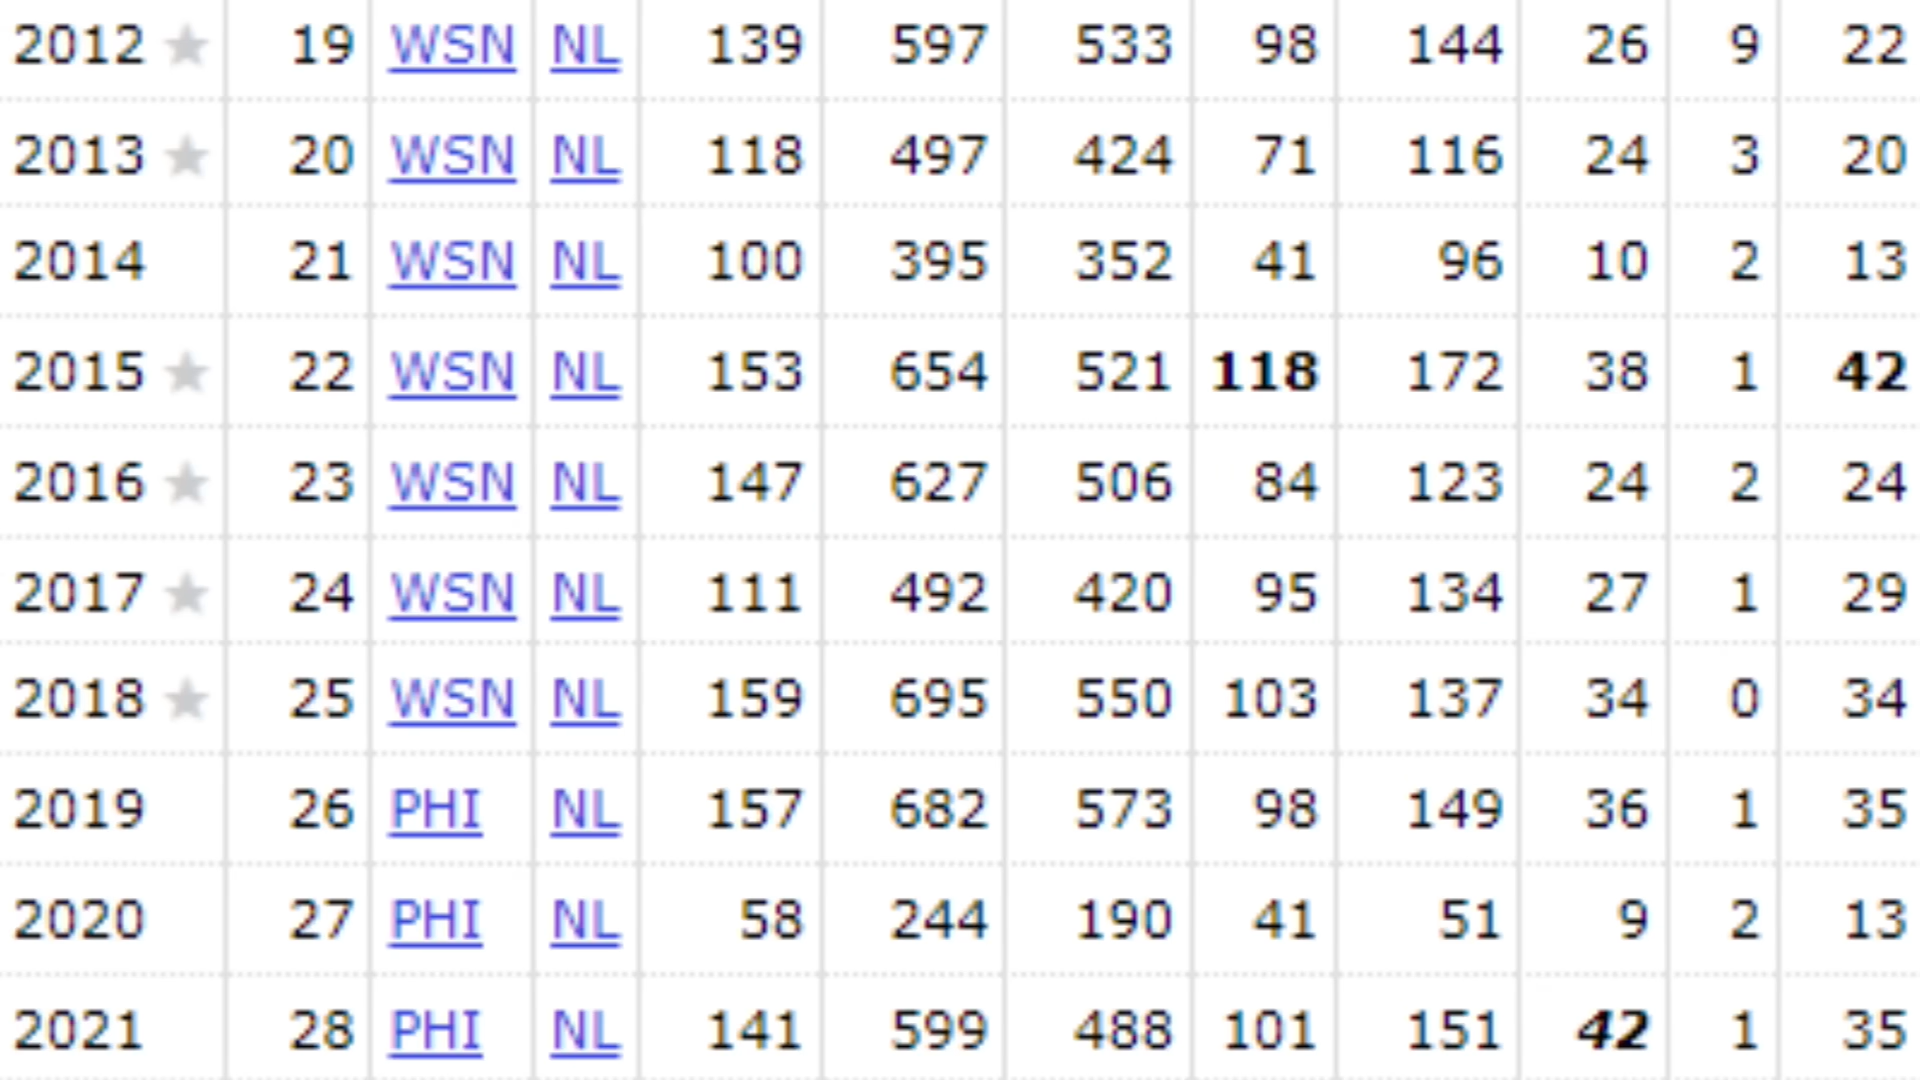 2012 ★ 19 WSN NL 139 597 533 98 144 26 9 22
2013 ★ 20 WSN NL 118 497 424 71 116 24 3 20
2014 21 WSN NL 100 395 352 41 96 10 2 13
2015 ★ 22 WSN NL 153 654 521 118 172 38 1 42
2016 ★ 23 WSN NL 147 627 506 84 123 24 2 24
2017 ★ 24 WSN NL 111 492 420 95 134 27 1 29
2018 ★ 25 WSN NL 159 695 550 103 137 34 0 34
2019 26 PHI NL 157 682 573 98 149 36 1 35
2020 27 PHI NL 58 244 190 41 51 9 2 13
2021 28 PHI NL 141 599 488 101 151 42 1 35